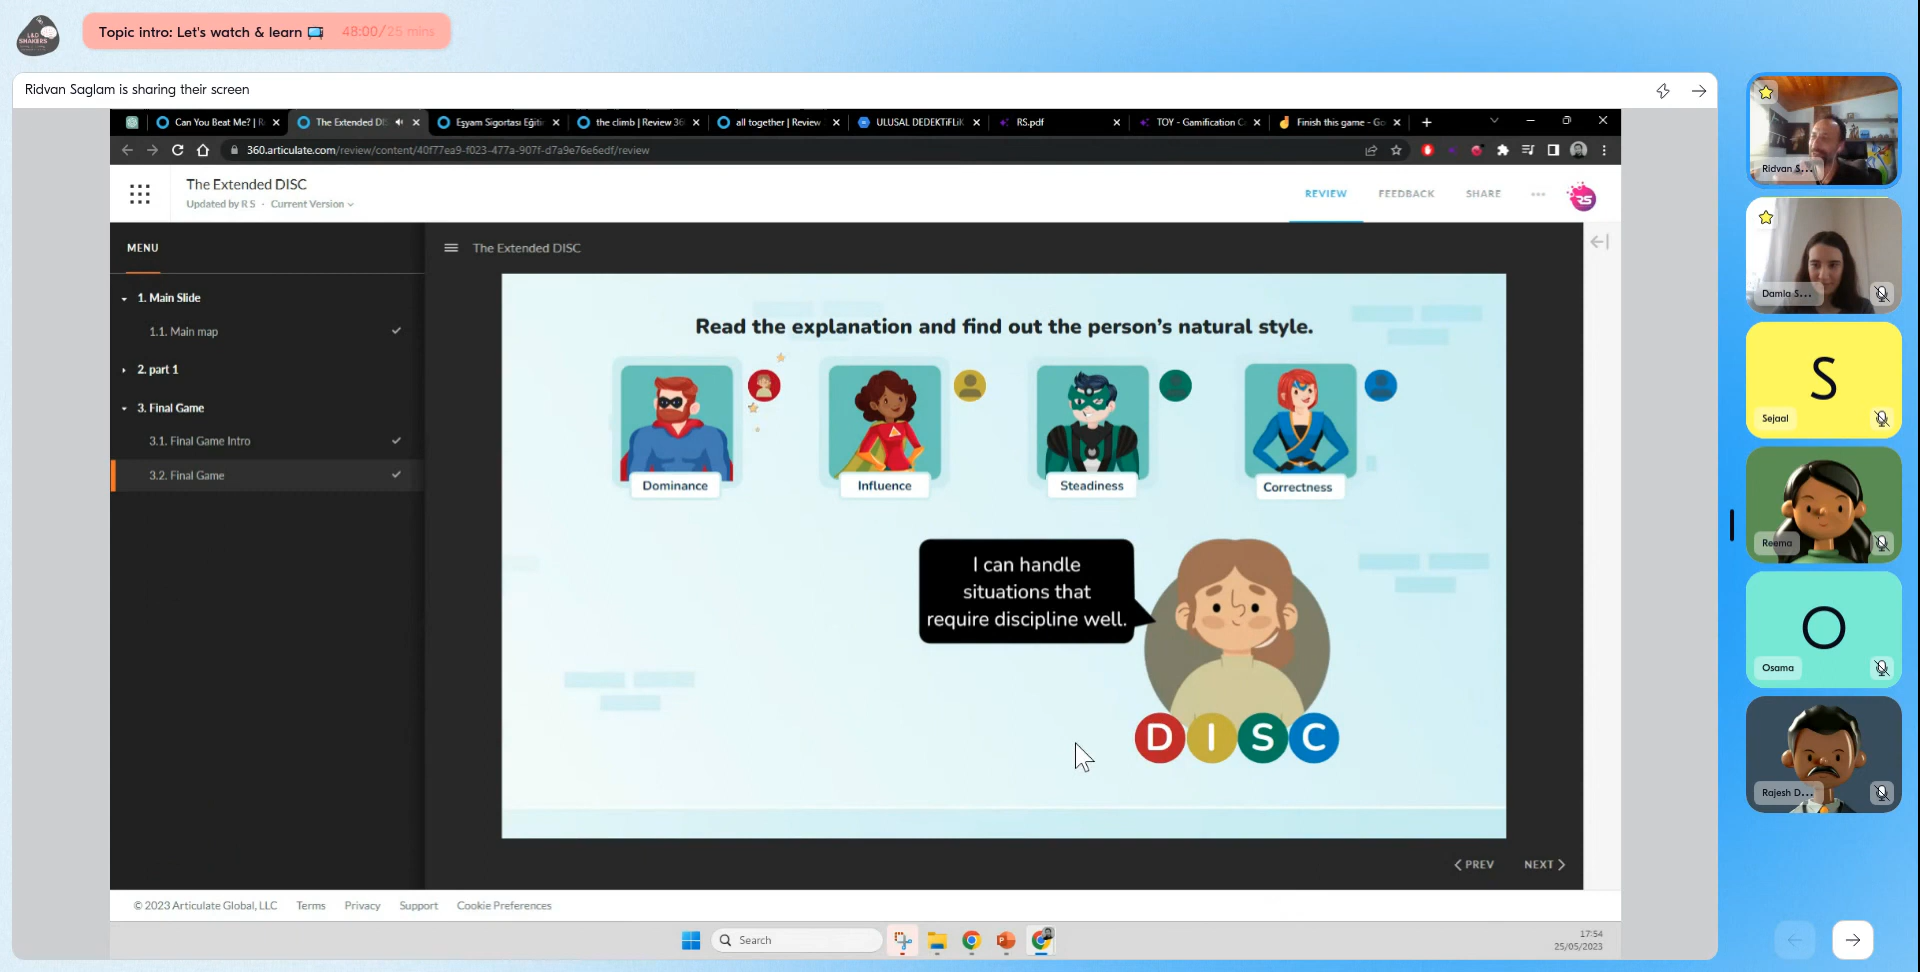 L&D
SHAKERS
Topic intro: Let's watch & learn
48:00/25 mins
Ridvan Saglam is sharing their screen
Can You Beat Me? | R
The Extended DI
Eşyam Sigortası Eğiti
the climb | Review 36
all together | Review
ULUSAL DEDEKTiFLiK
RS.pdf
TOY - Gamification C
Finish this game - Go
360.articulate.com/review/content/40f77ea9-f023-477a-907f-d7a9e76e6edf/review
The Extended DISC
Updated by R S · Current Version
REVIEW
FEEDBACK
SHARE
RS
MENU
The Extended DISC
1. Main Slide
1.1. Main map
2. part 1
3. Final Game
3.1. Final Game Intro
3.2. Final Game
Read the explanation and find out the person's natural style.
Dominance
Influence
Steadiness
Correctness
I can handle
situations that
require discipline well.
DISC
PREV
NEXT
© 2023 Articulate Global, LLC
Terms
Privacy
Support
Cookie Preferences
Search
17:54
25/05/2023
Ridvan S...
Damla S...
S
Sejaal
Reema
O
Osama
Rajesh D...